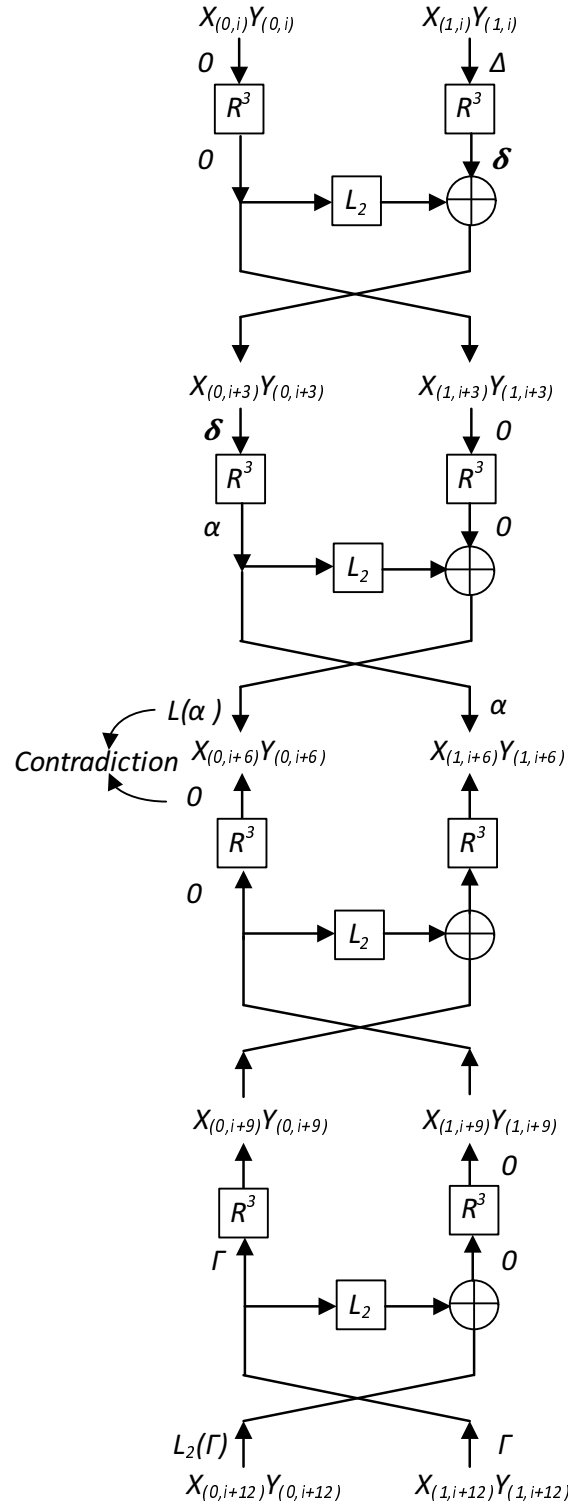 X(0,i)Y(0,i) X(1,i)Y(1,i)
0 Δ
R³ R³
0 δ
L₂
X(0,i+3)Y(0,i+3) X(1,i+3)Y(1,i+3)
δ 0
R³ R³
α 0
L₂
L(α) α
X(0,i+6)Y(0,i+6) X(1,i+6)Y(1,i+6)
Contradiction
0
R³ R³
0
L₂
X(0,i+9)Y(0,i+9) X(1,i+9)Y(1,i+9)
0
R³ R³
Γ 0
L₂
L₂(Γ) Γ
X(0,i+12)Y(0,i+12) X(1,i+12)Y(1,i+12)